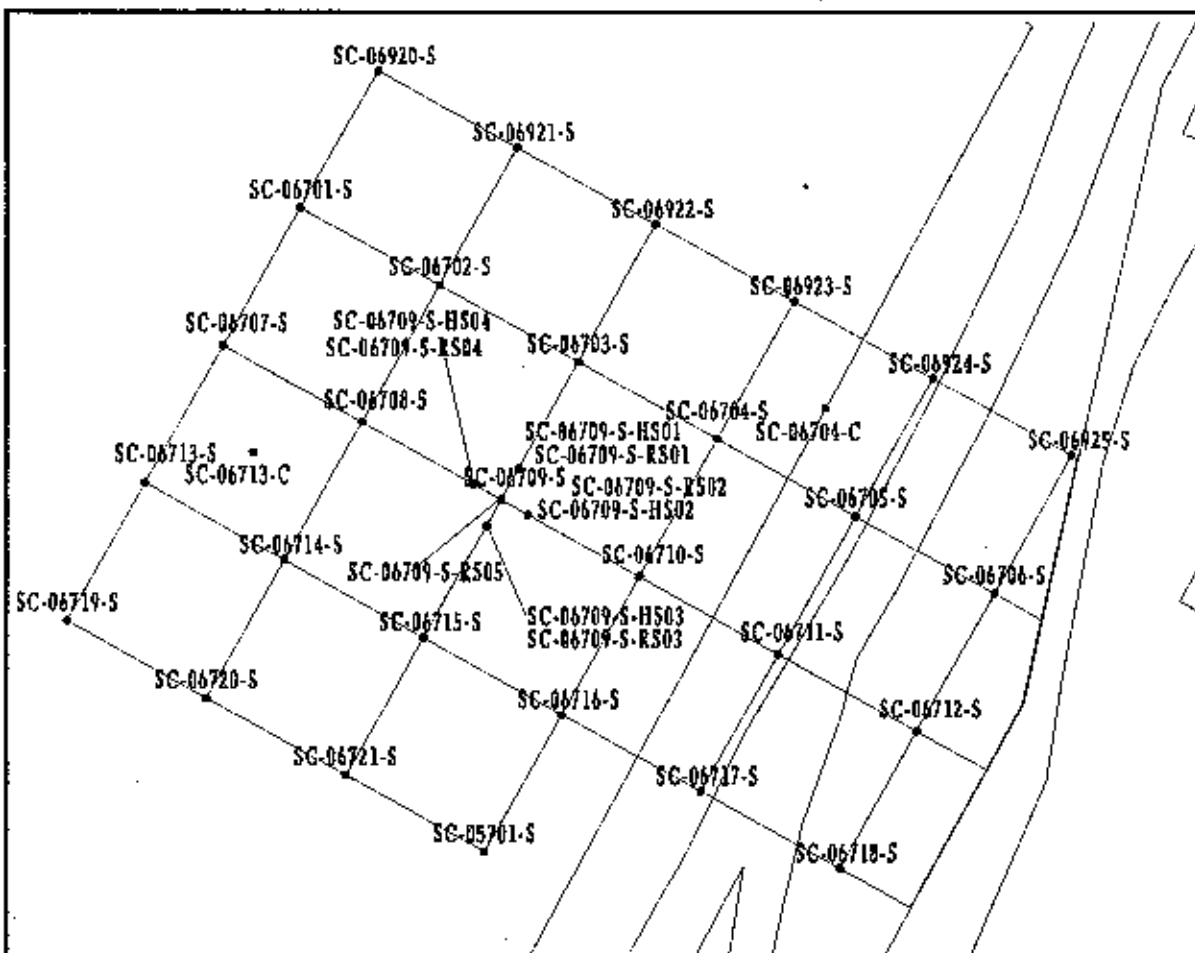 SC-06920-S
SC-06921-S
SC-06701-S
SC-06922-S
SC-06702-S
SC-06923-S
SC-06707-S
SC-06709-S-HS04
SC-06709-S-RS04
SC-06703-S
SC-06924-S
SC-06708-S
SC-06704-S
SC-06704-C
SC-06925-S
SC-06709-S-HS01
SC-06709-S-RS01
SC-06713-S
SC-06713-C
SC-06709-S
SC-06709-S-RS02
SC-06709-S-HS02
SC-06705-S
SC-06714-S
SC-06710-S
SC-06709-S-RS05
SC-06706-S
SC-06719-S
SC-06709-S-HS03
SC-06709-S-RS03
SC-06715-S
SC-06711-S
SC-06720-S
SC-06716-S
SC-06712-S
SC-06721-S
SC-06717-S
SC-05701-S
SC-06718-S